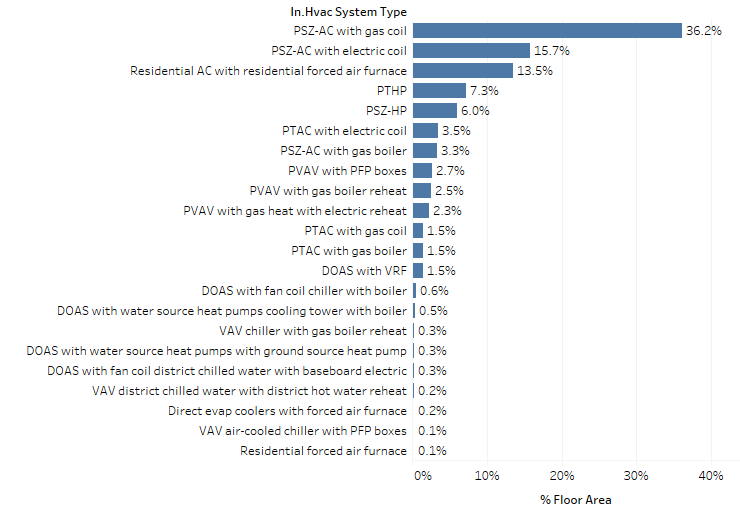 In.Hvac System Type
PSZ-AC with gas coil 36.2%
PSZ-AC with electric coil 15.7%
Residential AC with residential forced air furnace 13.5%
PTHP 7.3%
PSZ-HP 6.0%
PTAC with electric coil 3.5%
PSZ-AC with gas boiler 3.3%
PVAV with PFP boxes 2.7%
PVAV with gas boiler reheat 2.5%
PVAV with gas heat with electric reheat 2.3%
PTAC with gas coil 1.5%
PTAC with gas boiler 1.5%
DOAS with VRF 1.5%
DOAS with fan coil chiller with boiler 0.6%
DOAS with water source heat pumps cooling tower with boiler 0.5%
VAV chiller with gas boiler reheat 0.3%
DOAS with water source heat pumps with ground source heat pump 0.3%
DOAS with fan coil district chilled water with baseboard electric 0.3%
VAV district chilled water with district hot water reheat 0.2%
Direct evap coolers with forced air furnace 0.2%
VAV air-cooled chiller with PFP boxes 0.1%
Residential forced air furnace 0.1%
0% 10% 20% 30% 40%
% Floor Area